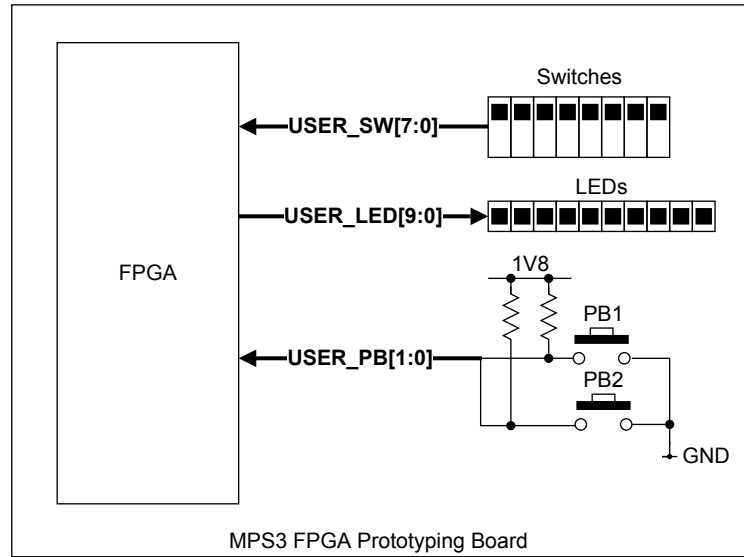 Switches
USER_SW[7:0]
LEDs
USER_LED[9:0]
FPGA
1V8
PB1
USER_PB[1:0]
PB2
GND
MPS3 FPGA Prototyping Board